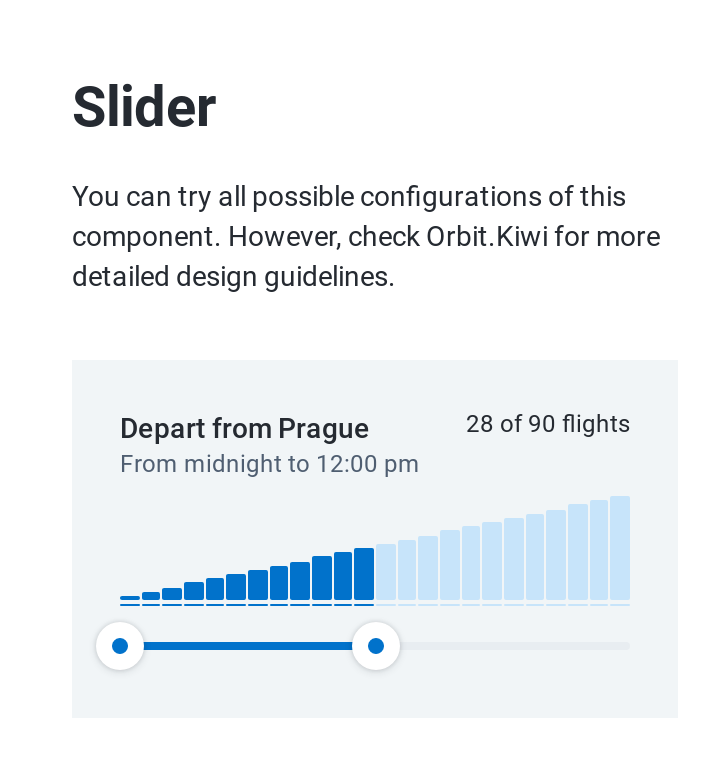 Slider
You can try all possible configurations of this
component. However, check Orbit.Kiwi for more
detailed design guidelines.
Depart from Prague
28 of 90 flights
From midnight to 12:00 pm